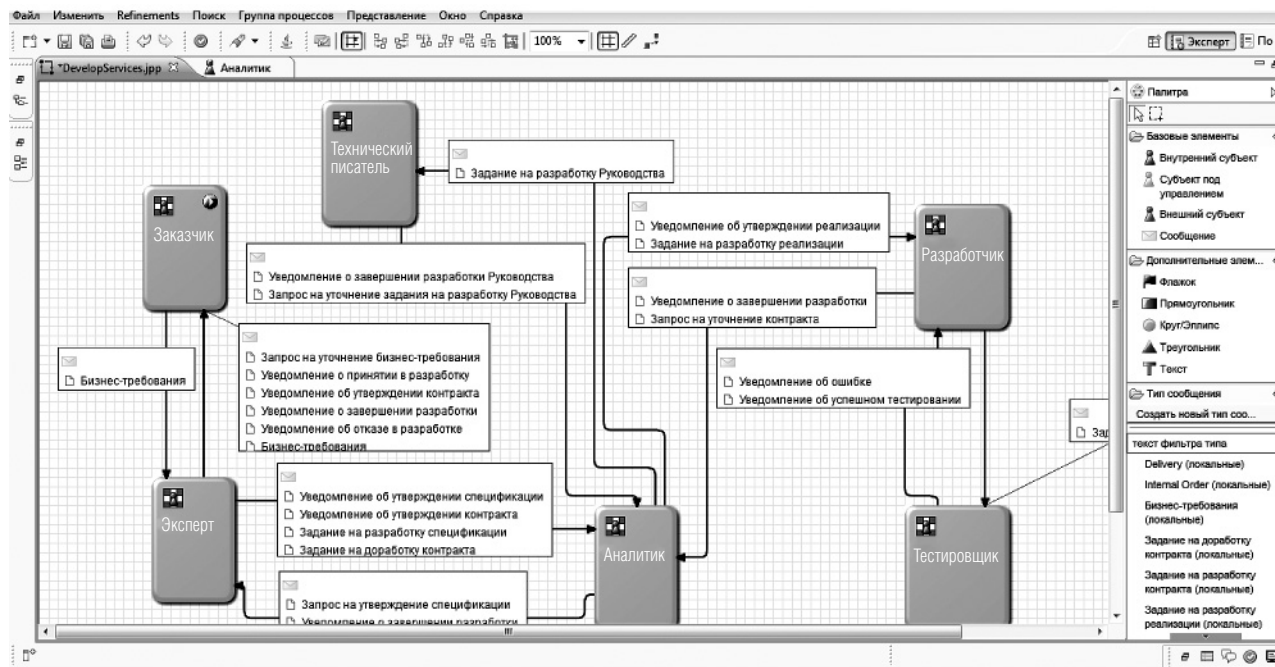 Файл Изменить Refinements Поиск Группа процессов Представление Окно Справка
100%
Эксперт По
*DevelopServices.jpp Аналитик
Технический
писатель
Задание на разработку Руководства
Заказчик
Уведомление об утверждении реализации
Задание на разработку реализации
Разработчик
Уведомление о завершении разработки Руководства
Запрос на уточнение задания на разработку Руководства
Уведомление о завершении разработки
Запрос на уточнение контракта
Бизнес-требования
Запрос на уточнение бизнес-требования
Уведомление о принятии в разработку
Уведомление об утверждении контракта
Уведомление о завершении разработки
Уведомление об отказе в разработке
Бизнес-требования
Уведомление об ошибке
Уведомление об успешном тестировании
Эксперт
Уведомление об утверждении спецификации
Уведомление об утверждении контракта
Задание на разработку спецификации
Задание на доработку контракта
Аналитик
Тестировщик
Запрос на утверждение спецификации
Уведомление о завершении разработки
Палитра
Базовые элементы
Внутренний субъект
Субъект под
управлением
Внешний субъект
Сообщение
Дополнительные элем...
Флажок
Прямоугольник
Круг/Эллипс
Треугольник
Текст
Тип сообщения
Создать новый тип соо...
текст фильтра типа
Delivery (локальные)
Internal Order (локальные)
Бизнес-требования
(локальные)
Задание на доработку
контракта (локальные)
Задание на разработку
контракта (локальные)
Задание на разработку
реализации (локальные)